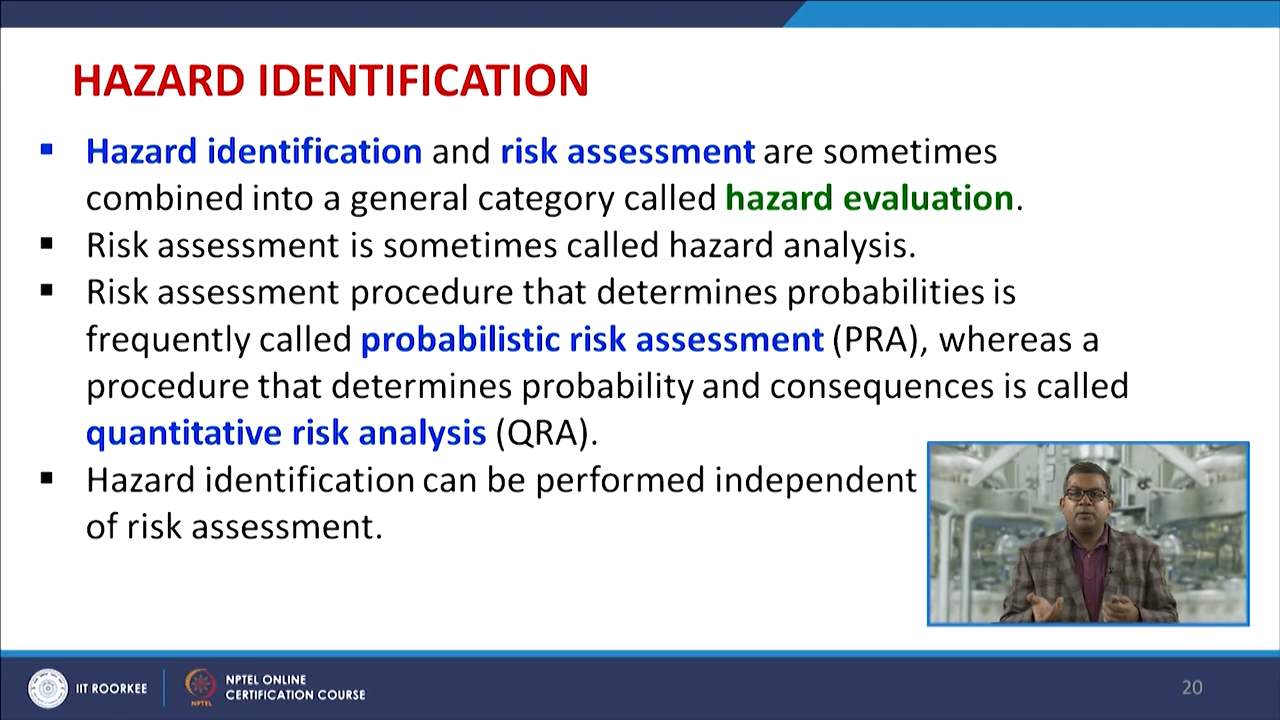 HAZARD IDENTIFICATION
▪ Hazard identification and risk assessment are sometimes
combined into a general category called hazard evaluation.
▪ Risk assessment is sometimes called hazard analysis.
▪ Risk assessment procedure that determines probabilities is
frequently called probabilistic risk assessment (PRA), whereas a
procedure that determines probability and consequences is called
quantitative risk analysis (QRA).
▪ Hazard identification can be performed independent
of risk assessment.
IIT ROORKEE
NPTEL
NPTEL ONLINE
CERTIFICATION COURSE
20